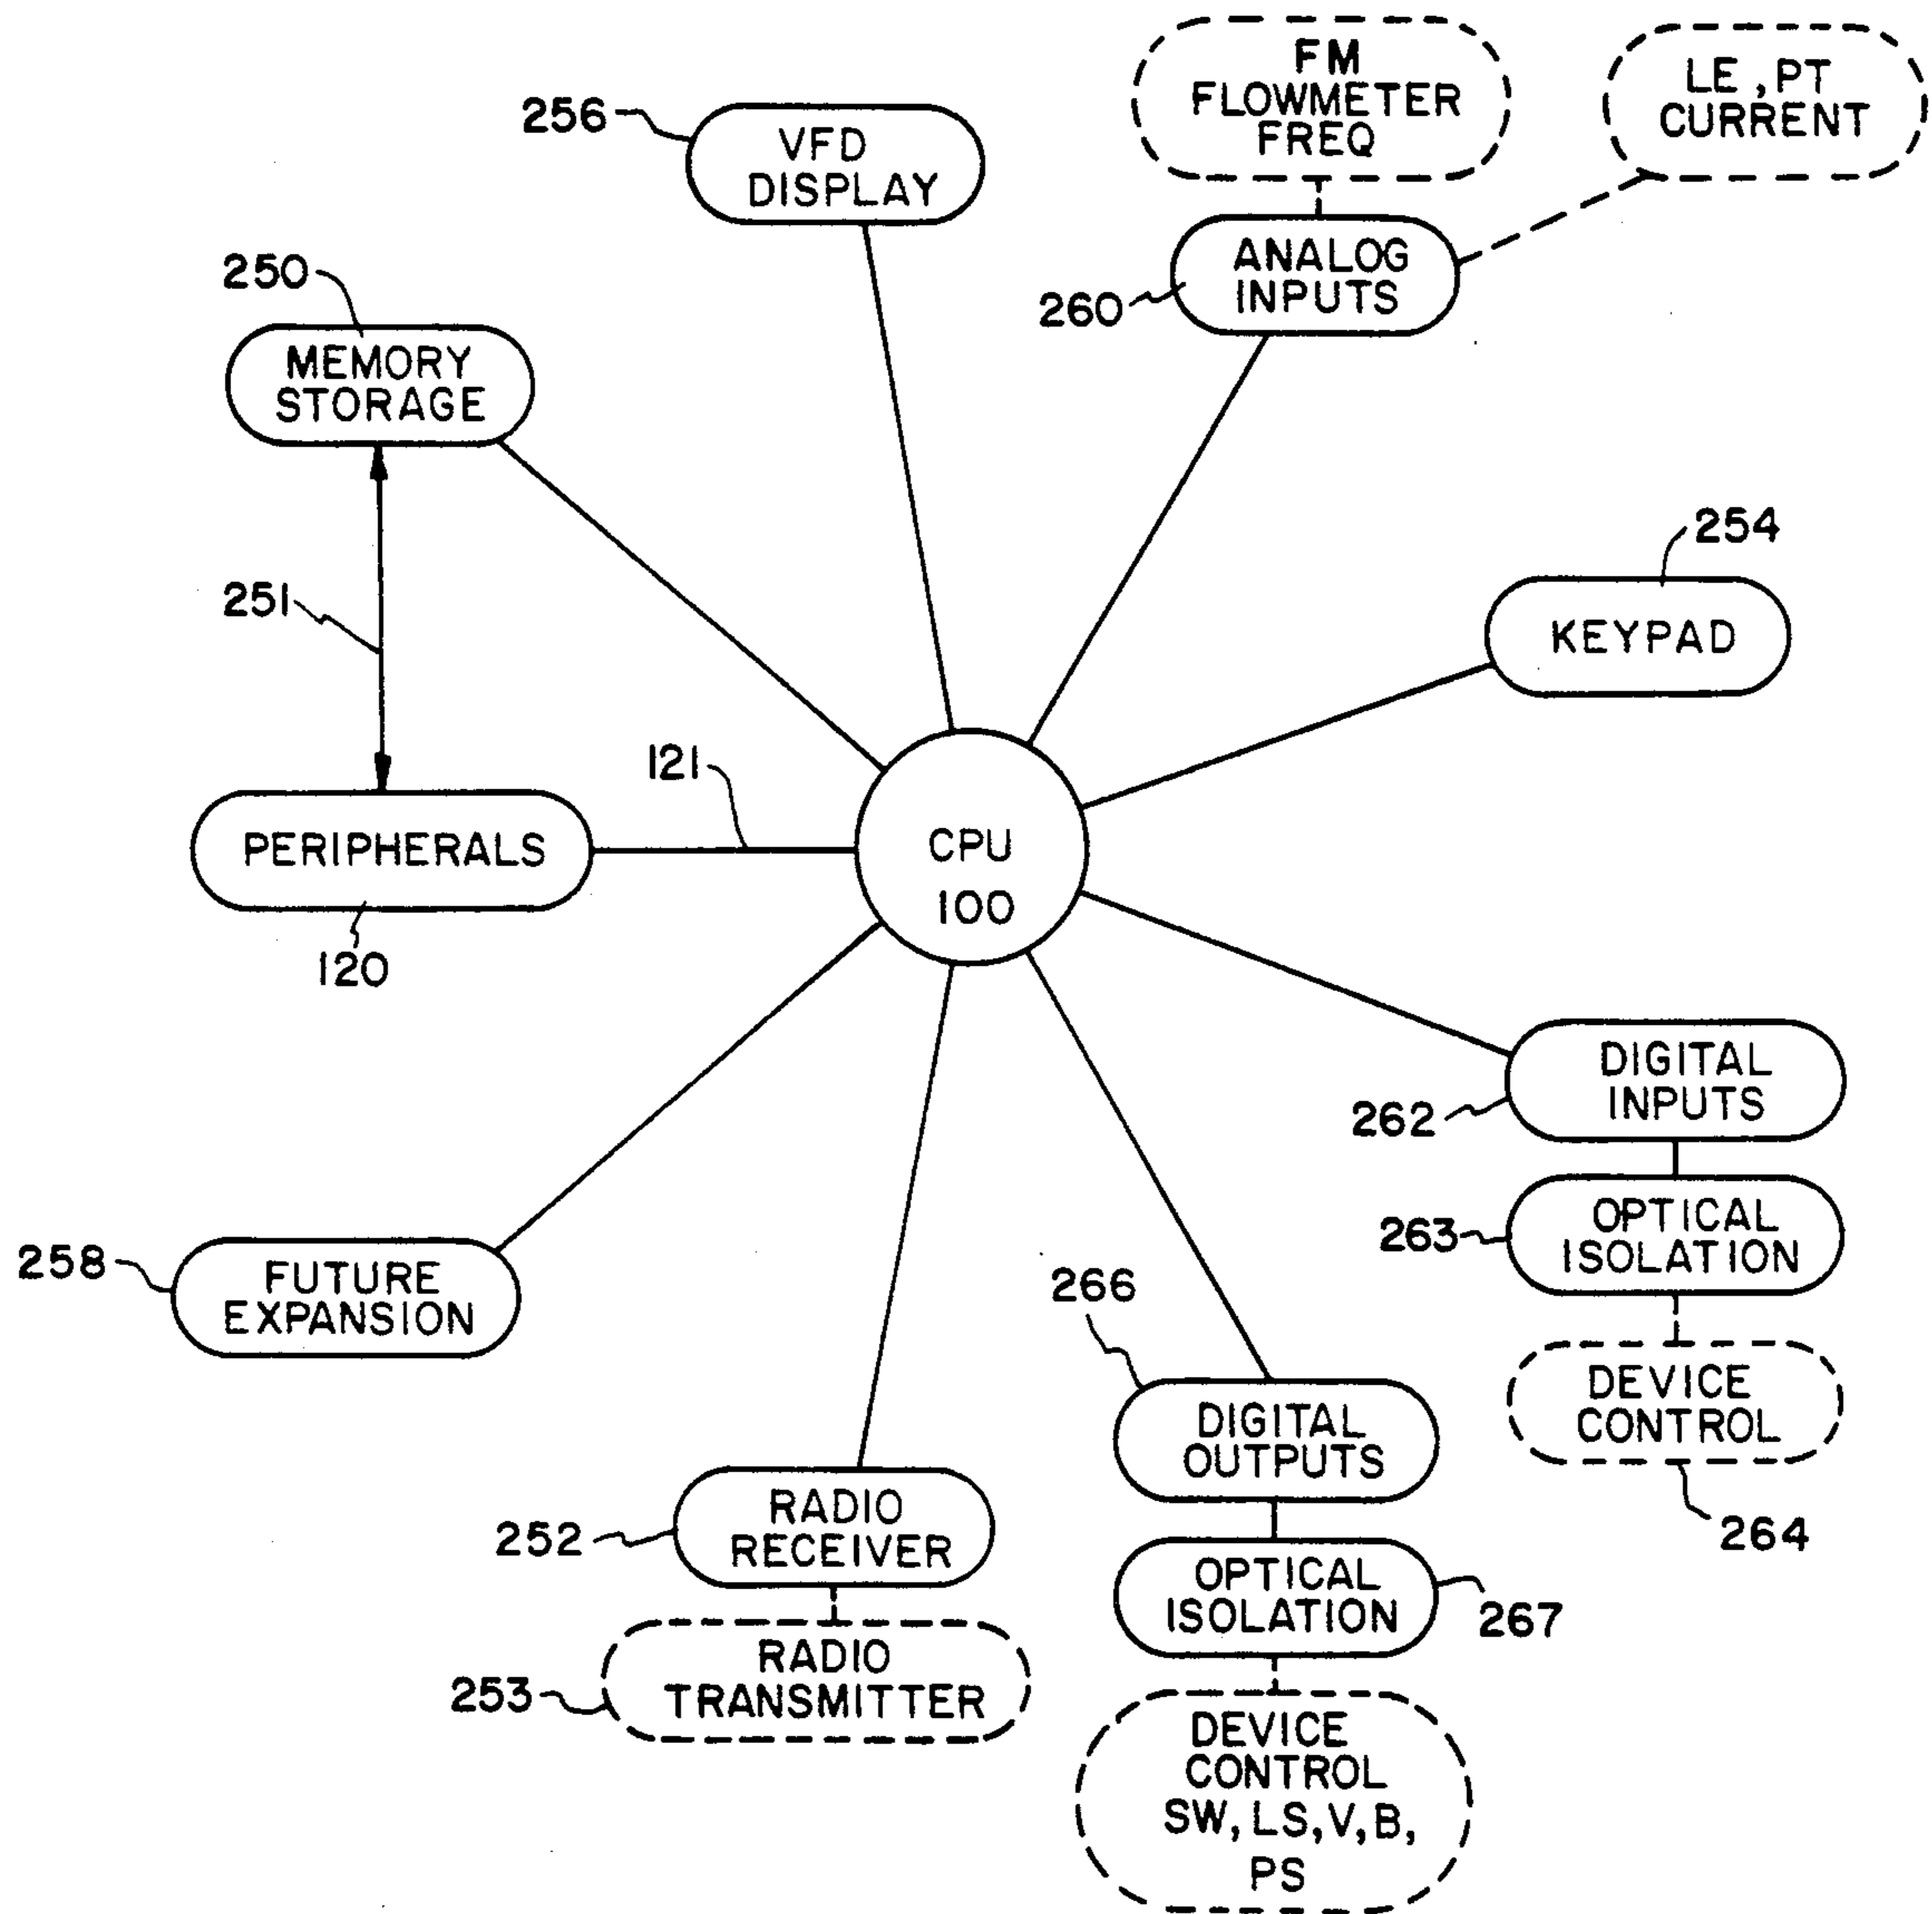 FM
FLOWMETER
FREQ
LE, PT
CURRENT
256
VFD
DISPLAY
ANALOG
INPUTS
260
250
MEMORY
STORAGE
254
KEYPAD
251
121
PERIPHERALS
120
CPU
100
DIGITAL
INPUTS
262
OPTICAL
ISOLATION
263
DEVICE
CONTROL
264
258
FUTURE
EXPANSION
266
DIGITAL
OUTPUTS
OPTICAL
ISOLATION
267
252
RADIO
RECEIVER
253
RADIO
TRANSMITTER
DEVICE
CONTROL
SW, LS, V, B,
PS